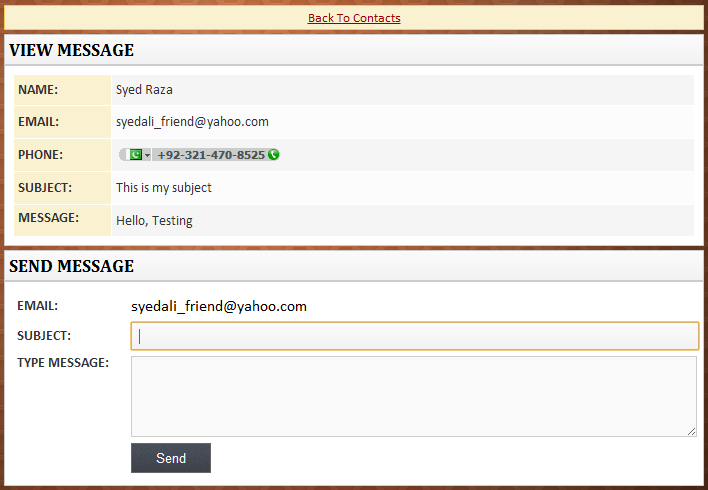 Back To Contacts
VIEW MESSAGE
NAME: Syed Raza
EMAIL: syedali_friend@yahoo.com
PHONE: +92-321-470-8525
SUBJECT: This is my subject
MESSAGE: Hello, Testing
SEND MESSAGE
EMAIL: syedali_friend@yahoo.com
SUBJECT:
TYPE MESSAGE:
Send